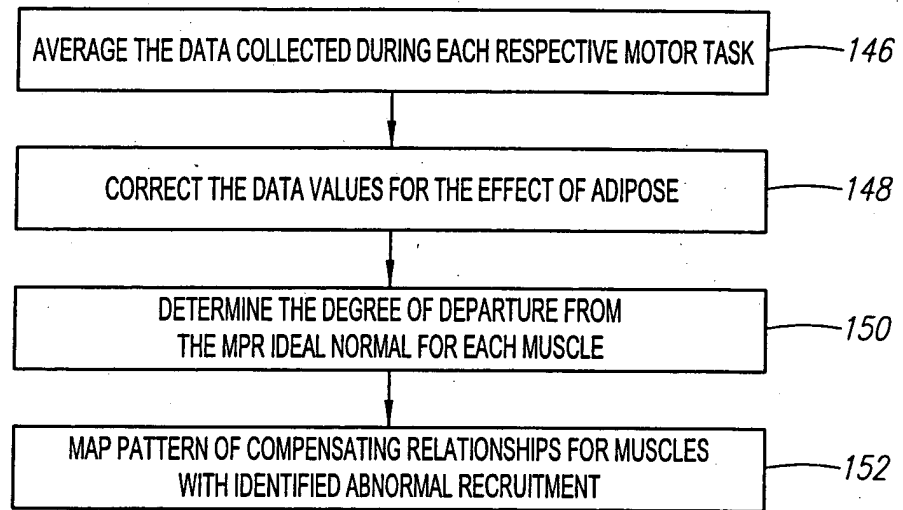 AVERAGE THE DATA COLLECTED DURING EACH RESPECTIVE MOTOR TASK
146
CORRECT THE DATA VALUES FOR THE EFFECT OF ADIPOSE
148
DETERMINE THE DEGREE OF DEPARTURE FROM
THE MPR IDEAL NORMAL FOR EACH MUSCLE
150
MAP PATTERN OF COMPENSATING RELATIONSHIPS FOR MUSCLES
WITH IDENTIFIED ABNORMAL RECRUITMENT
152